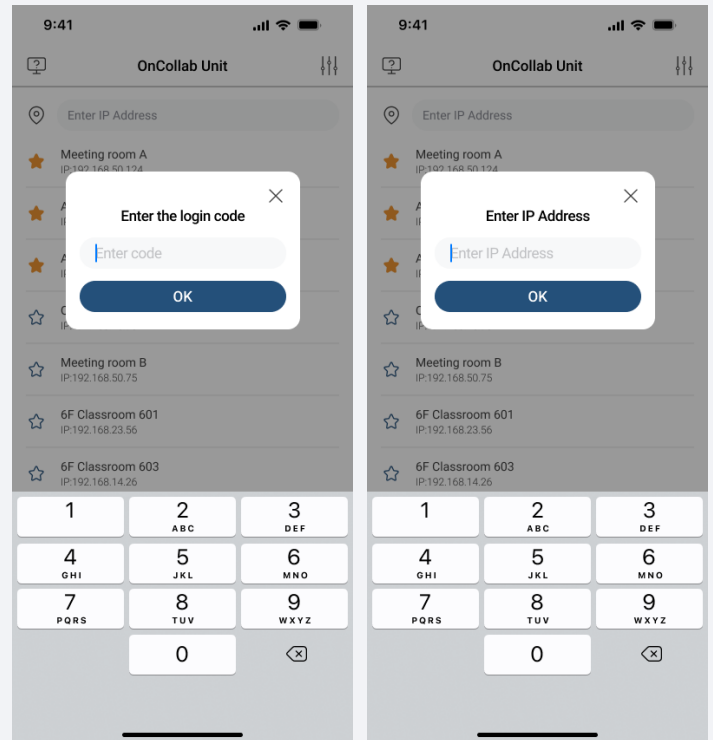 9:41
OnCollab Unit
Enter IP Address
Meeting room A
IP:192.168.50.124
Enter the login code
Enter code
OK
Meeting room B
IP:192.168.50.75
6F Classroom 601
IP:192.168.23.56
6F Classroom 603
IP:192.168.14.26
1
2
ABC
3
DEF
4
GHI
5
JKL
6
MNO
7
PQRS
8
TUV
9
WXYZ
0
9:41
OnCollab Unit
Enter IP Address
Meeting room A
IP:192.168.50.124
Enter IP Address
Enter IP Address
OK
Meeting room B
IP:192.168.50.75
6F Classroom 601
IP:192.168.23.56
6F Classroom 603
IP:192.168.14.26
1
2
ABC
3
DEF
4
GHI
5
JKL
6
MNO
7
PQRS
8
TUV
9
WXYZ
0